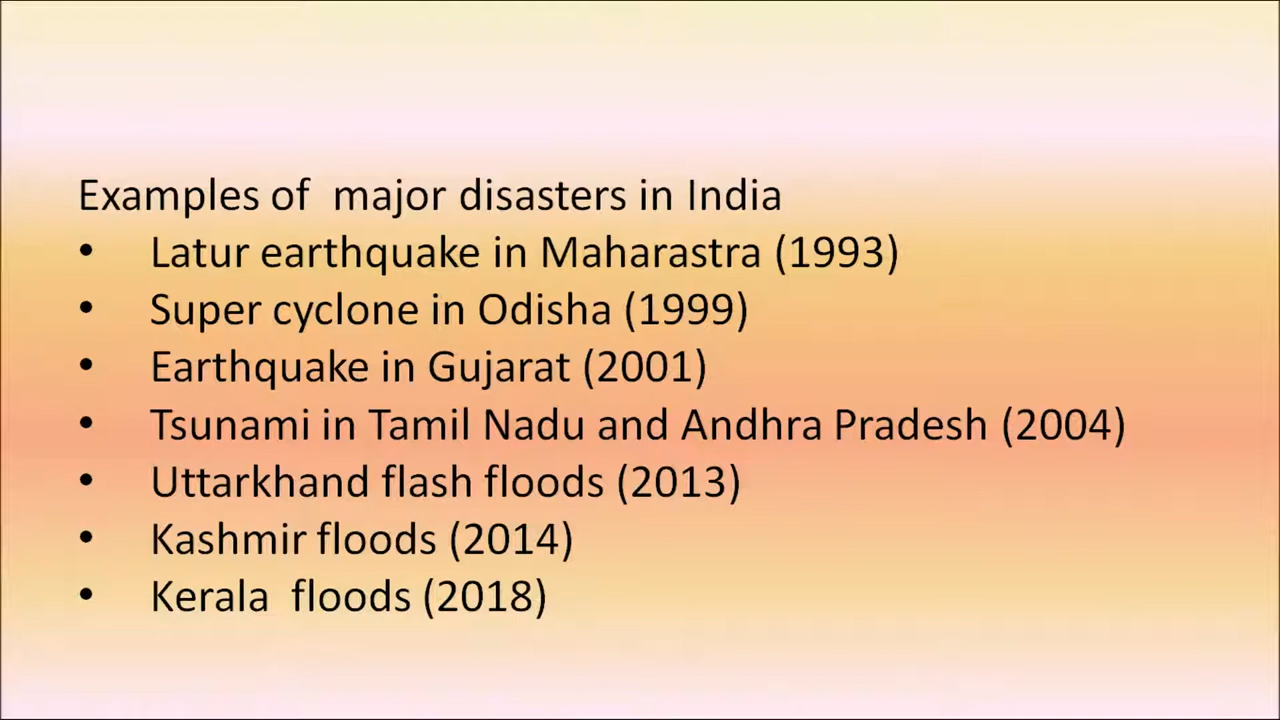 Examples of  major disasters in India
• Latur earthquake in Maharastra (1993)
• Super cyclone in Odisha (1999)
• Earthquake in Gujarat (2001)
• Tsunami in Tamil Nadu and Andhra Pradesh (2004)
• Uttarkhand flash floods (2013)
• Kashmir floods (2014)
• Kerala  floods (2018)